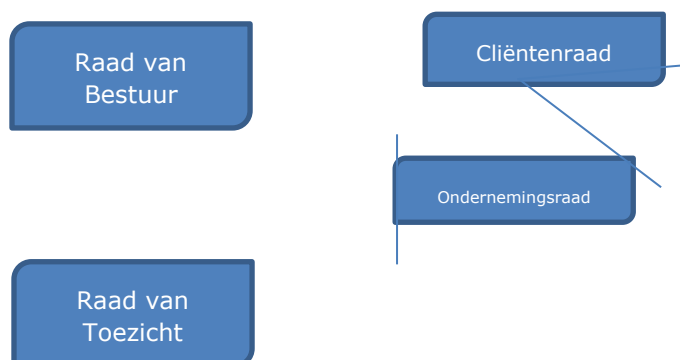 Raad van
Bestuur
Cliëntenraad
Ondernemingsraad
Raad van
Toezicht